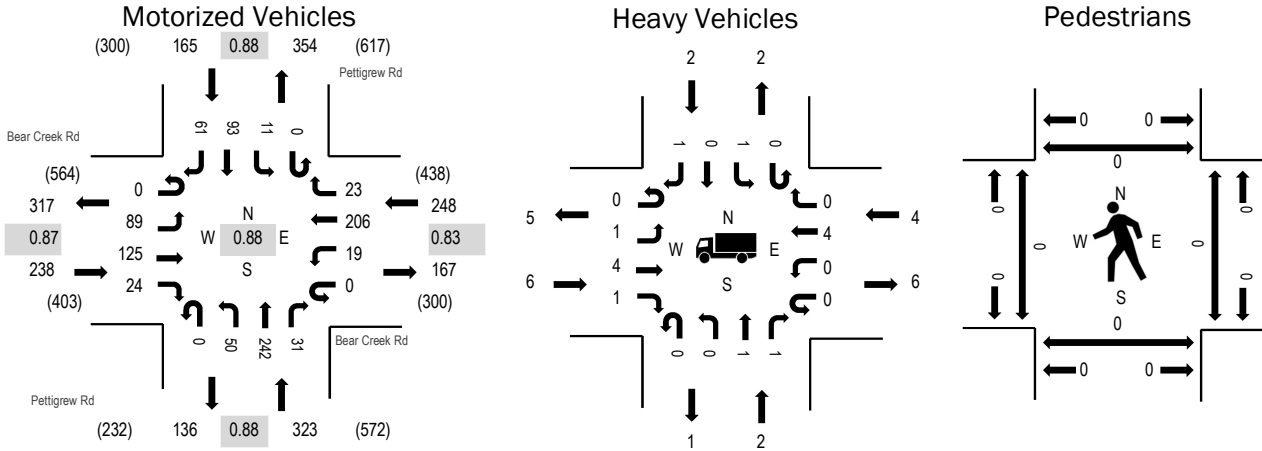 Motorized Vehicles
Heavy Vehicles
Pedestrians
(300) 165 0.88 354 (617)
Pettigrew Rd
Bear Creek Rd
61 93 11 0
(564)
317
0.87
238
(403)
0
89
125
24
N
W 0.88 E
S
23
206
19
0
(438)
248
0.83
167
(300)
0 50 242 31
Bear Creek Rd
Pettigrew Rd
(232) 136 0.88 323 (572)
2 2
1 0 1 0
5
6
0
1
4
1
N
W E
S
0
4
0
0
4
6
0 0 1 1
1 2
0 0
0
0
0
0
N
W E
S
0
0
0
0
0 0